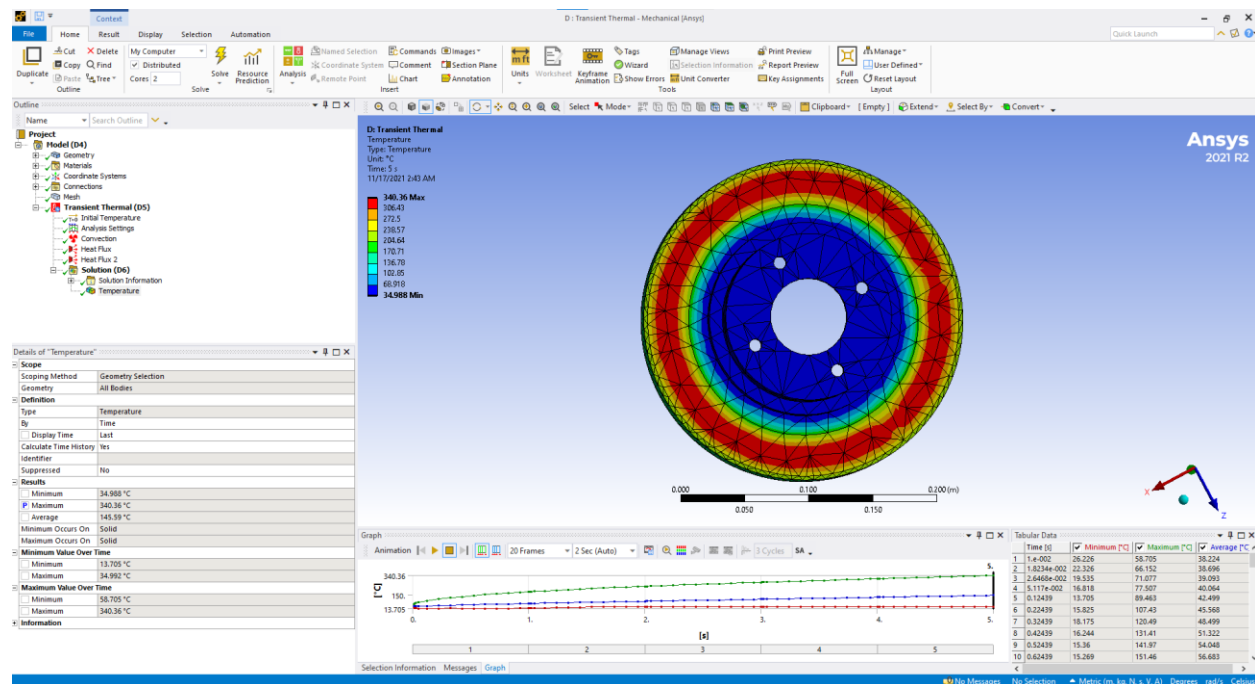 Context
D : Transient Thermal - Mechanical [Ansys]
File Home Result Display Selection Automation
Quick Launch
Duplicate
Cut
Copy
Paste
Delete
Find
Tree
Outline
My Computer
Distributed
Cores 2
Solve
Resource Prediction
Solve
Analysis
Named Selection
Coordinate System
Remote Point
Commands
Comment
Chart
Images
Section Plane
Annotation
Insert
Units
Worksheet
Keyframe Animation
Tags
Wizard
Show Errors
Manage Views
Selection Information
Unit Converter
Print Preview
Report Preview
Key Assignments
Tools
Full Screen
Manage
User Defined
Reset Layout
Layout
Outline
Name Search Outline
Project
Model (D4)
Geometry
Materials
Coordinate Systems
Connections
Mesh
Transient Thermal (D5)
Initial Temperature
Analysis Settings
Convection
Heat Flux
Heat Flux 2
Solution (D6)
Solution Information
Temperature
Select Mode Clipboard [ Empty ] Extend Select By Convert
D: Transient Thermal
Temperature
Type: Temperature
Unit: °C
Time: 5 s
11/17/2021 2:43 AM
340.36 Max
306.43
272.5
238.57
204.64
170.71
136.78
102.85
68.918
34.988 Min
Ansys
2021 R2
0.000 0.100 0.200 (m)
0.050 0.150
X
Z
Details of "Temperature"
Scope
Scoping Method Geometry Selection
Geometry All Bodies
Definition
Type Temperature
By Time
Display Time Last
Calculate Time History Yes
Identifier
Suppressed No
Results
Minimum 34.988 °C
P Maximum 340.36 °C
Average 145.59 °C
Minimum Occurs On Solid
Maximum Occurs On Solid
Minimum Value Over Time
Minimum 13.705 °C
Maximum 34.992 °C
Maximum Value Over Time
Minimum 58.705 °C
Maximum 340.36 °C
Information
Graph
Animation 20 Frames 2 Sec (Auto) 3 Cycles SA
5.
340.36
150.
13.705
[°C]
0. 1. 2. 3. 4. 5.
[s]
1 2 3 4 5
Selection Information Messages Graph
Tabular Data
Time [s] Minimum [°C] Maximum [°C] Average [°C
1 1.e-002 26.226 58.705 38.224
2 1.8234e-002 22.326 66.152 38.696
3 2.6468e-002 19.535 71.077 39.093
4 5.117e-002 16.818 77.507 40.064
5 0.12439 13.705 89.463 42.499
6 0.22439 15.825 107.43 45.568
7 0.32439 18.175 120.49 48.499
8 0.42439 16.244 131.41 51.322
9 0.52439 15.36 141.97 54.048
10 0.62439 15.269 151.46 56.683
No Messages No Selection Metric (m, kg, N, s, V, A) Degrees rad/s Celsius